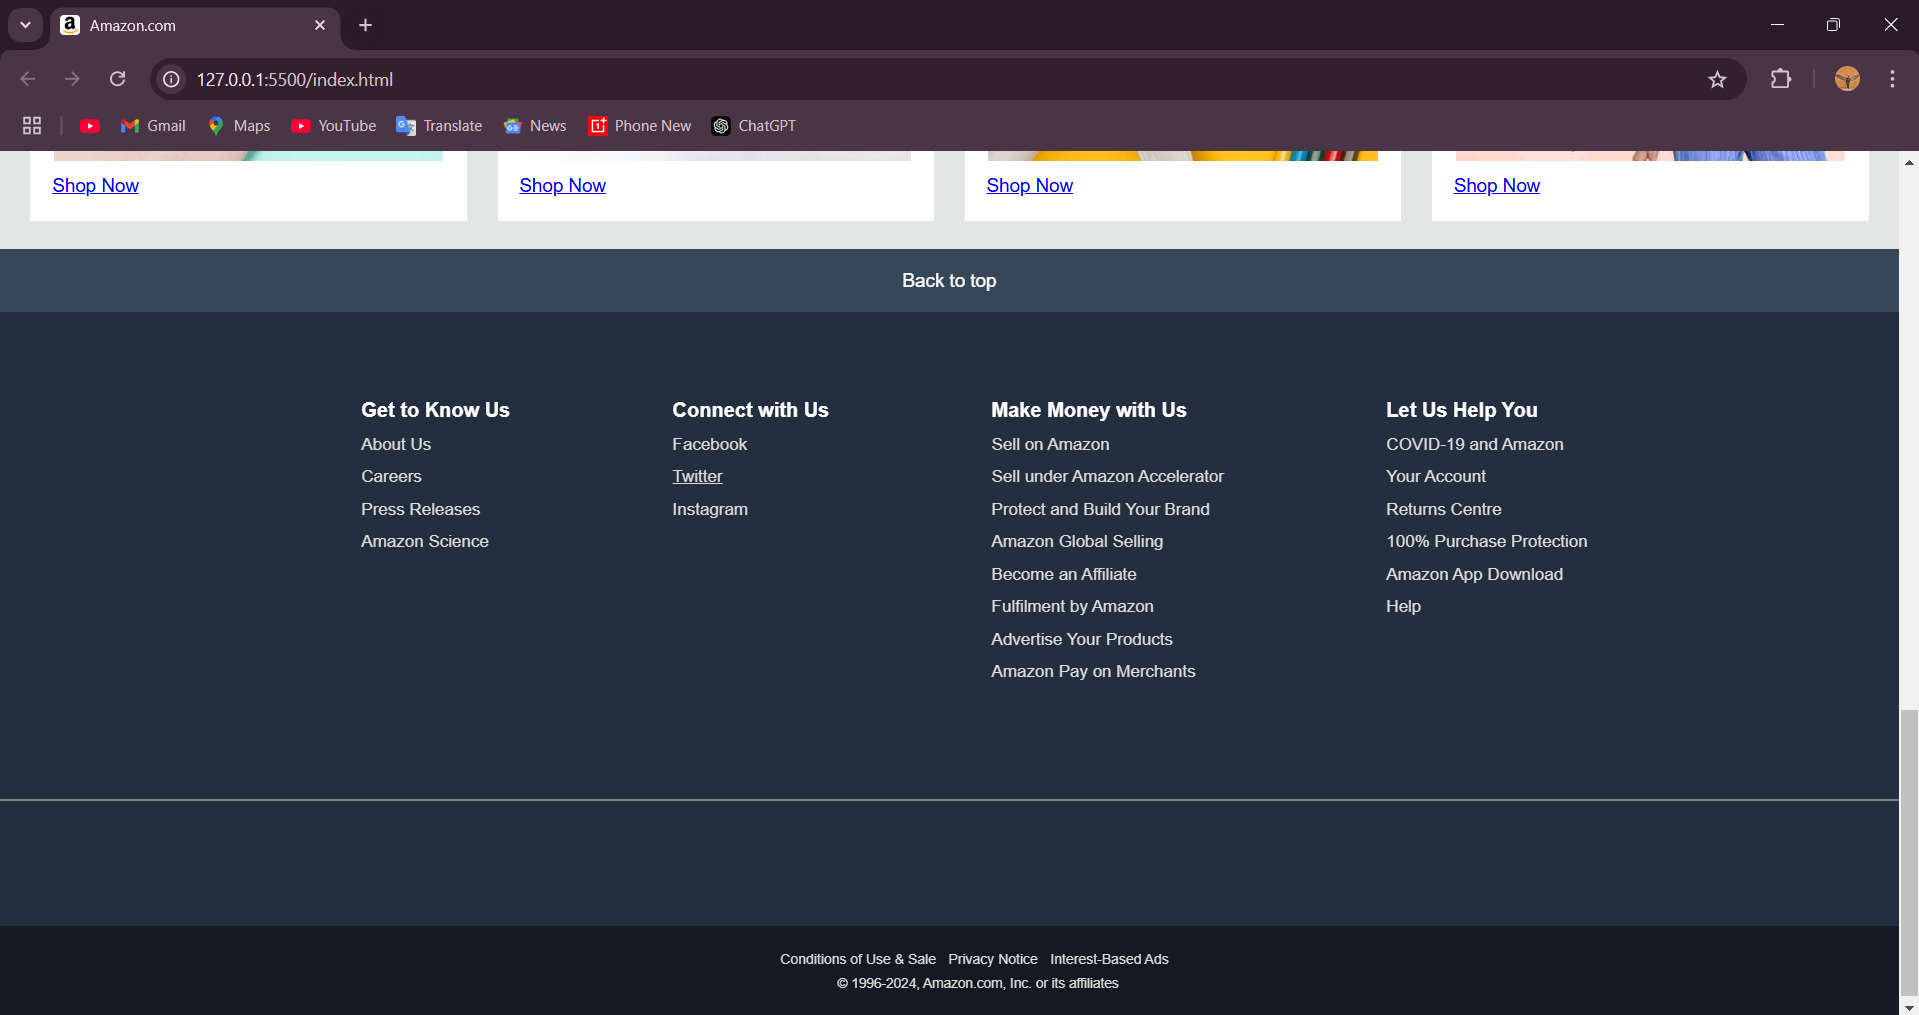 Amazon.com
127.0.0.1:5500/index.html
Gmail Maps YouTube Translate News Phone New ChatGPT
Shop Now Shop Now Shop Now Shop Now
Back to top
Get to Know Us
About Us
Careers
Press Releases
Amazon Science
Connect with Us
Facebook
Twitter
Instagram
Make Money with Us
Sell on Amazon
Sell under Amazon Accelerator
Protect and Build Your Brand
Amazon Global Selling
Become an Affiliate
Fulfilment by Amazon
Advertise Your Products
Amazon Pay on Merchants
Let Us Help You
COVID-19 and Amazon
Your Account
Returns Centre
100% Purchase Protection
Amazon App Download
Help
Conditions of Use & Sale Privacy Notice Interest-Based Ads
© 1996-2024, Amazon.com, Inc. or its affiliates